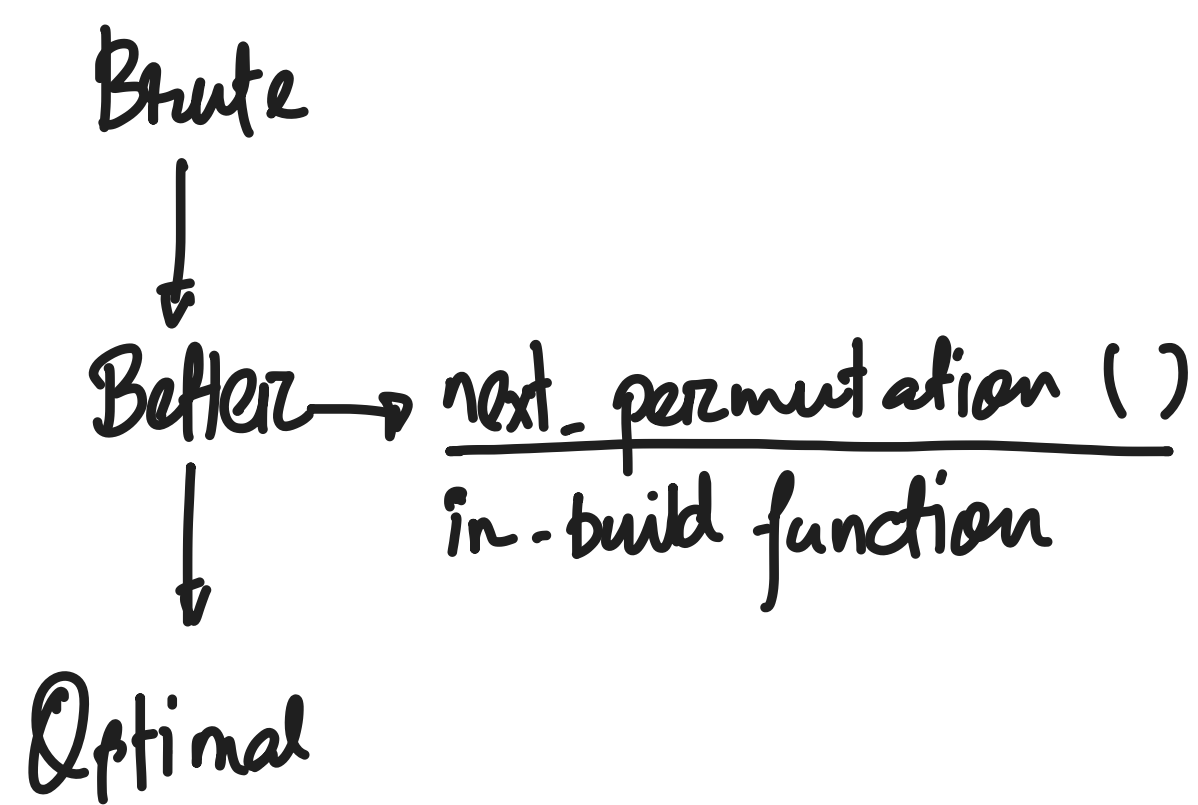 Brute
Better
next_permutation ()
in-build function
Optimal